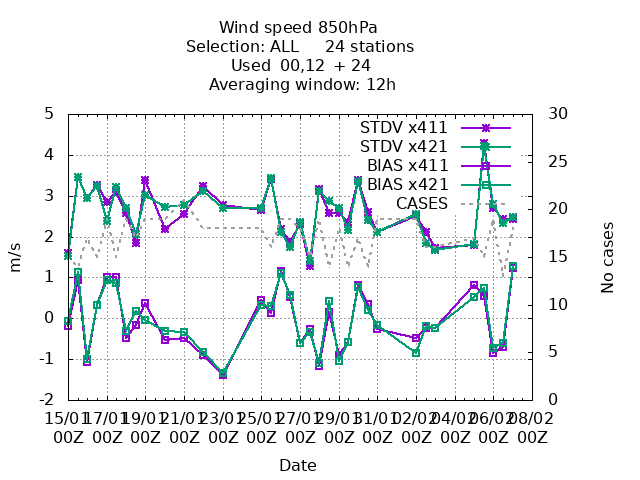 Wind speed 850hPa
Selection: ALL 24 stations
Used 00,12 + 24
Averaging window: 12h
STDV x411
STDV x421
BIAS x411
BIAS x421
CASES
5
4
3
2
1
0
-1
-2
m/s
30
25
20
15
10
5
0
No cases
15/01 17/01 19/01 21/01 23/01 25/01 27/01 29/01 31/01 02/02 04/02 06/02 08/02
00Z 00Z 00Z 00Z 00Z 00Z 00Z 00Z 00Z 00Z 00Z 00Z 00Z
Date